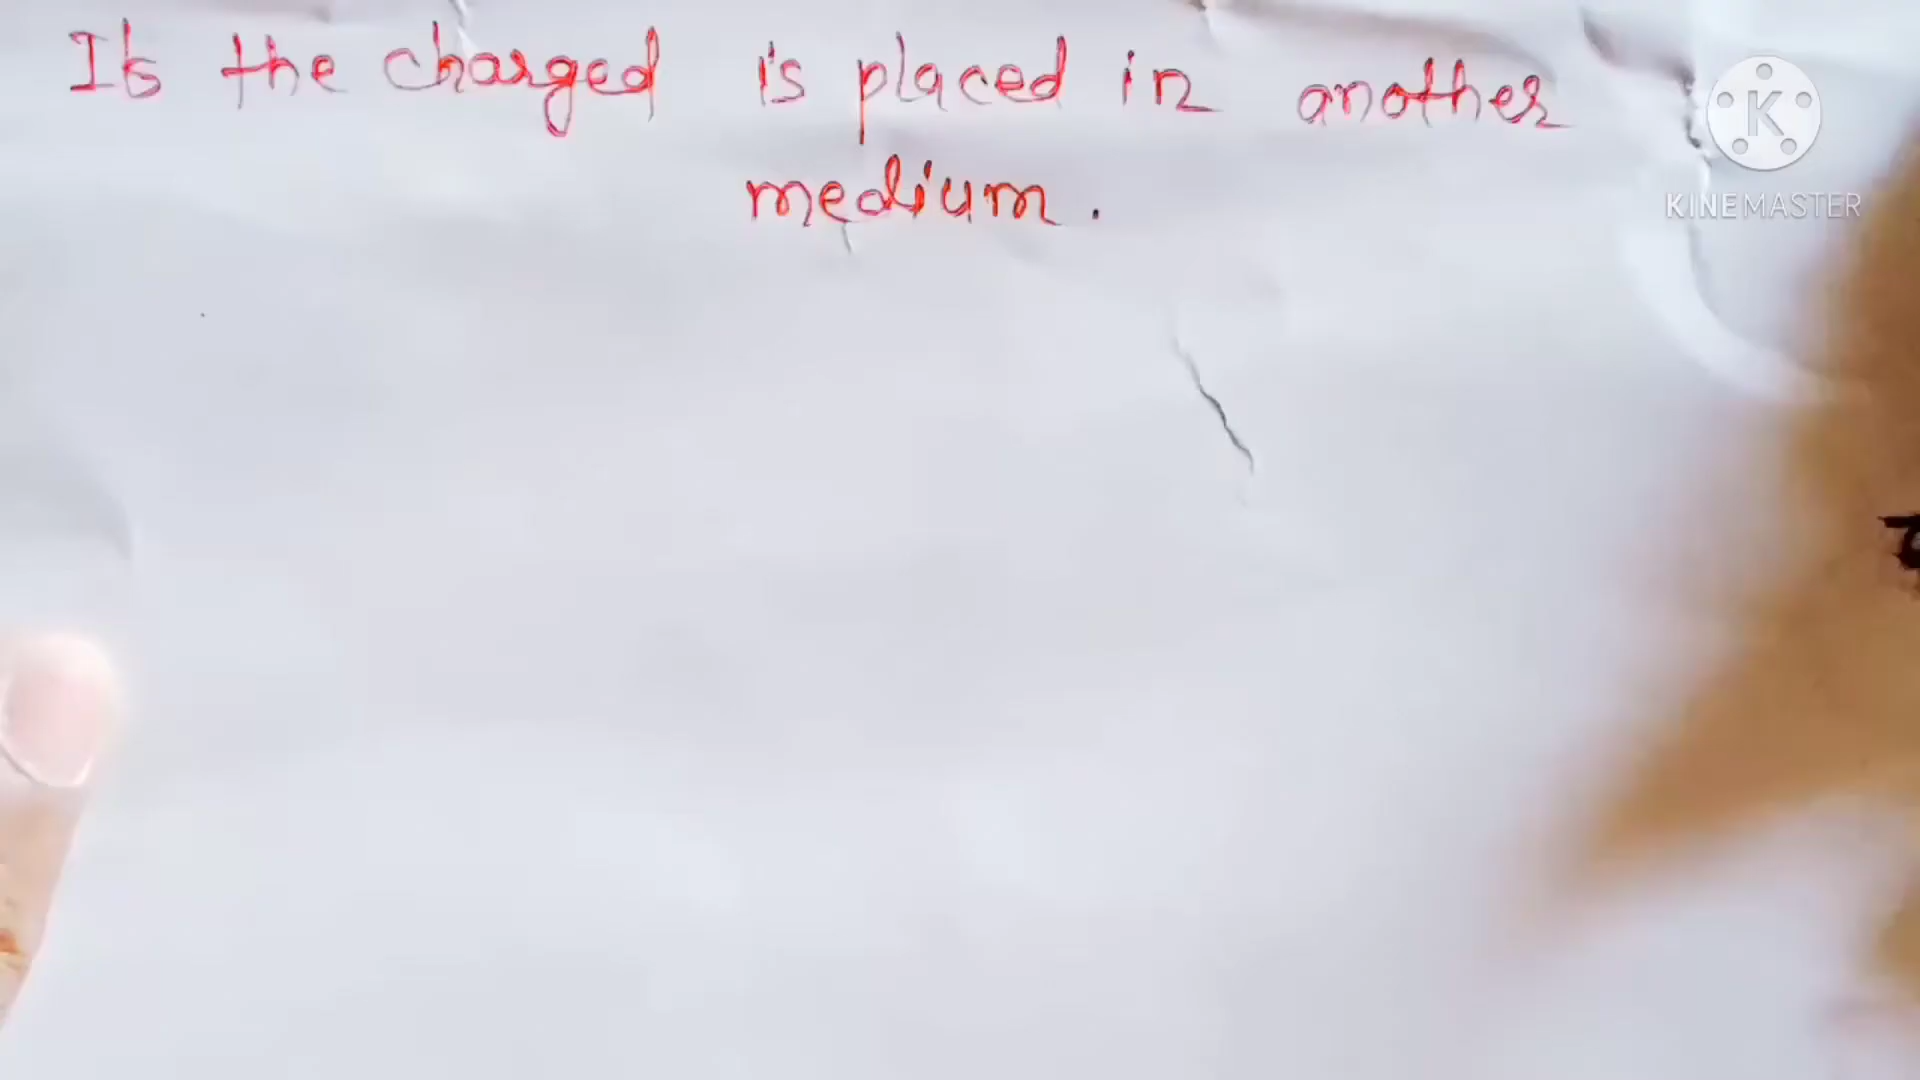 If the charged is placed in another
medium.
K
KINEMASTER